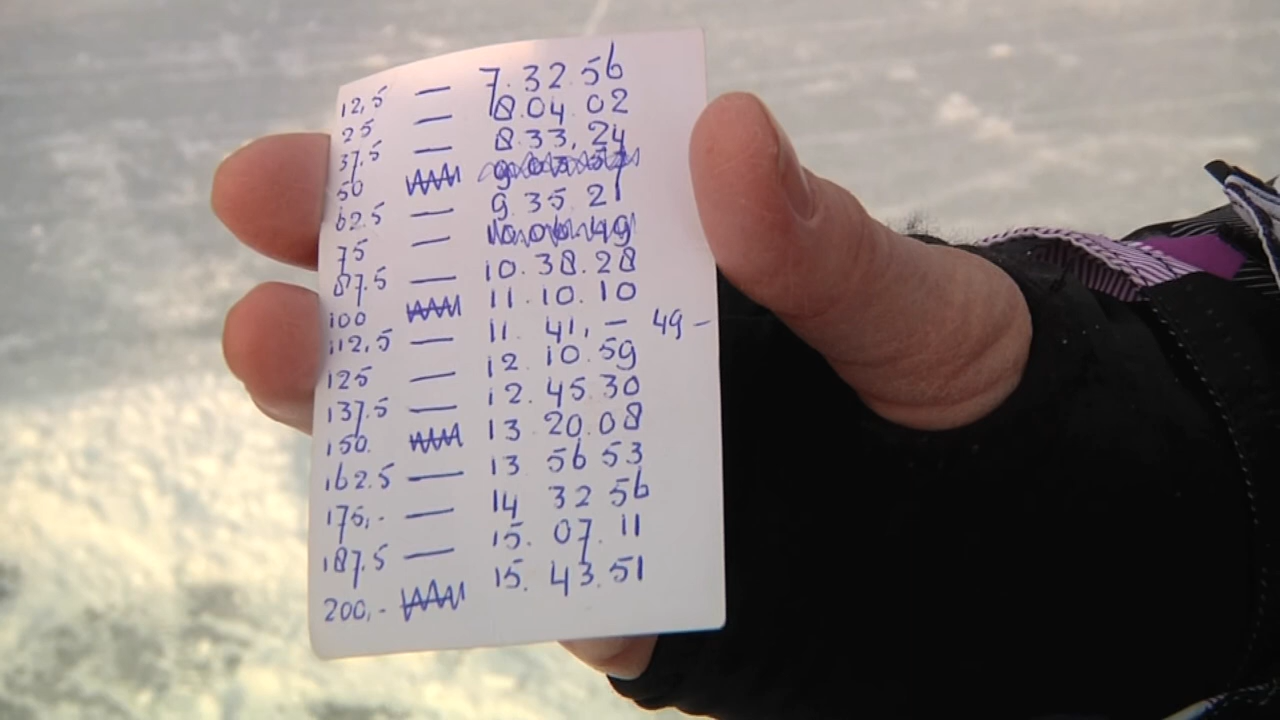 12,5 — 7.32.56
25 — 8.04.02
37.5 — 8.33,24
50
62.5 — 9.35 21
75 —
87.5 — 10.38.28
100 11.10.10
112,5 — 11. 41,— 49 –
125 — 12 10.59
137.5 — 12.45.30
150. 13 20.08
162.5 — 13 56 53
175,- — 14 32 56
187.5 — 15. 07. 11
200,- 15. 43.51